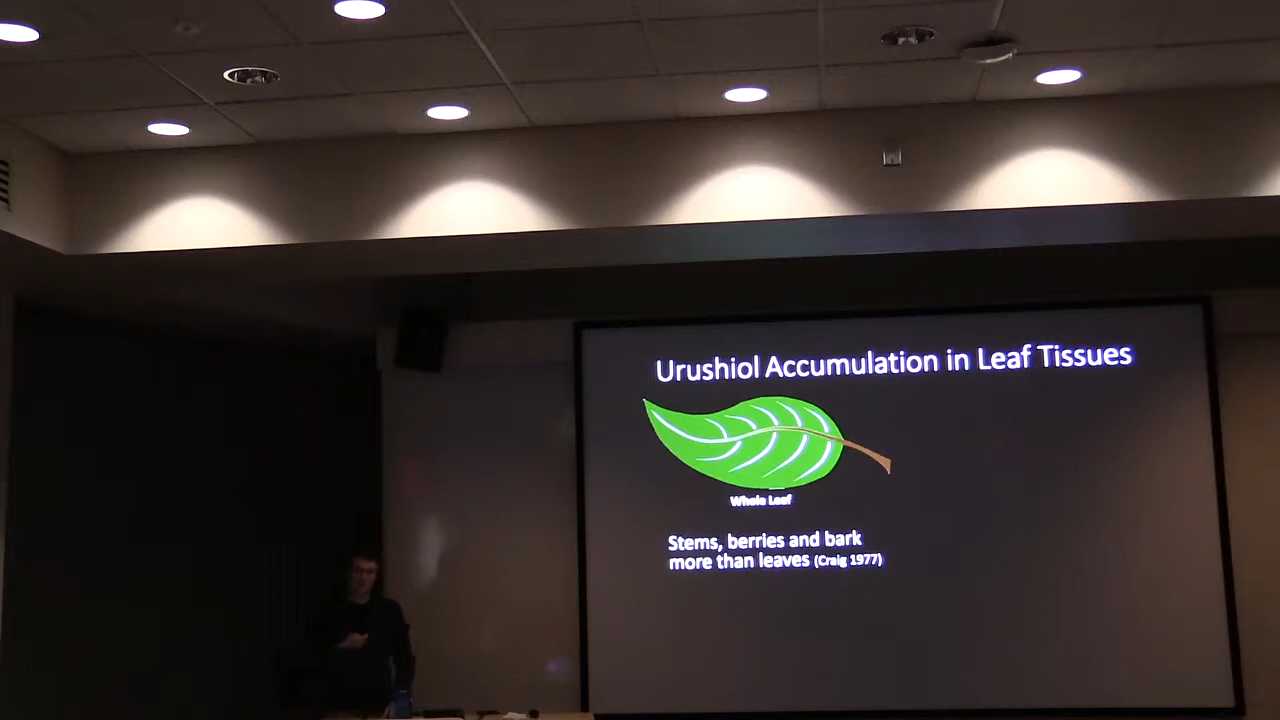 Urushiol Accumulation in Leaf Tissues
Whole Leaf
Stems, berries and bark
more than leaves (Craig 1977)